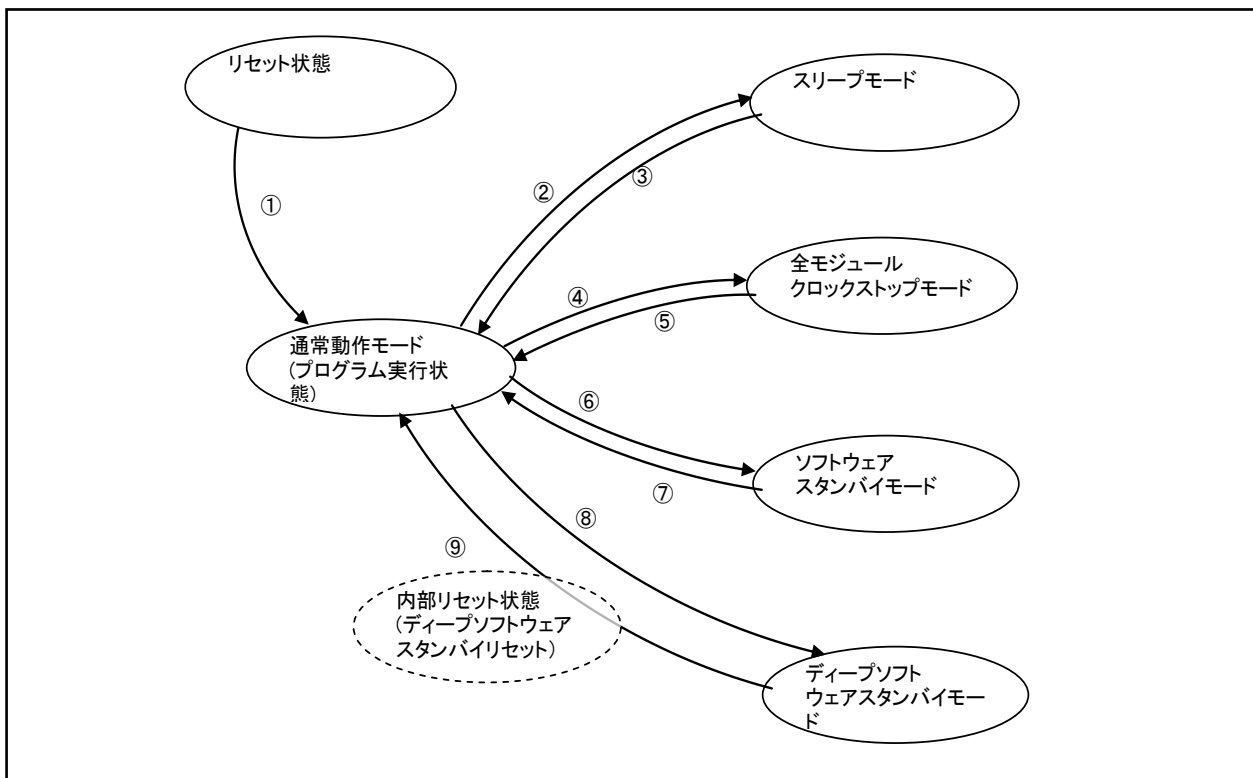 リセット状態
スリープモード
②
③
①
全モジュール
クロックストップモード
④
⑤
通常動作モード
(プログラム実行状
態)
⑥
ソフトウェア
スタンバイモード
⑦
⑧
⑨
内部リセット状態
(ディープソフトウェア
スタンバイリセット)
ディープソフト
ウェアスタンバイモー
ド